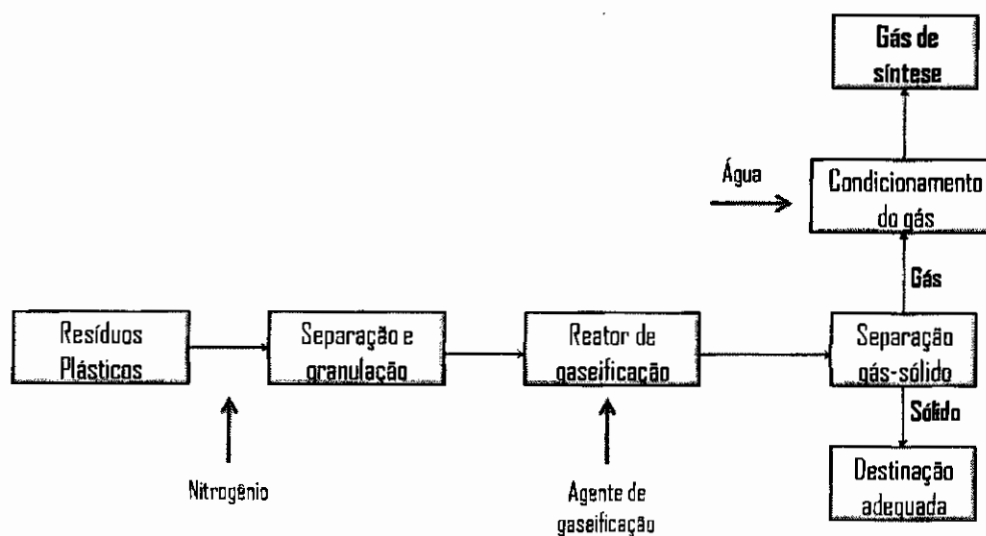 Gás de
síntese
Água
Condicionamento
do gás
Gás
Resíduos
Plásticos
Separação e
granulação
Reator de
gaseificação
Separação
gás-sólido
Sólido
Nitrogênio
Agente de
gaseificação
Destinação
adequada